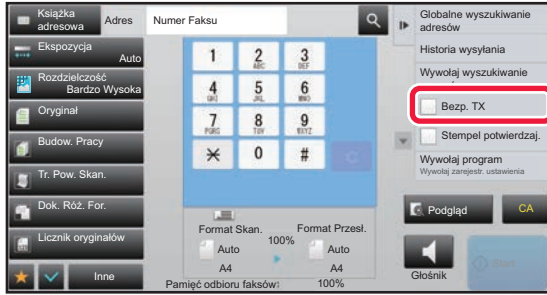 Książka
adresowa
Adres
Numer Faksu
Ekspozycja
Auto
Rozdzielczość
Bardzo Wysoka
Oryginał
Budow. Pracy
Tr. Pow. Skan.
Dok. Róż. For.
Licznik oryginałów
Inne
1
2
ABC
3
DEF
4
GHI
5
JKL
6
MNO
7
PQRS
8
TUV
9
WXYZ
0
#
C
Format Skan.
100%
Format Przesł.
Auto
Auto
A4
A4
Pamięć odbioru faksów:
100%
Globalne wyszukiwanie
adresów
Historia wysyłania
Wywołaj wyszukiwanie
Bezp. TX
Stempel potwierdzaj.
Wywołaj program
Wywołaj zarejestr. ustawienia
Podgląd
CA
Głośnik
Start